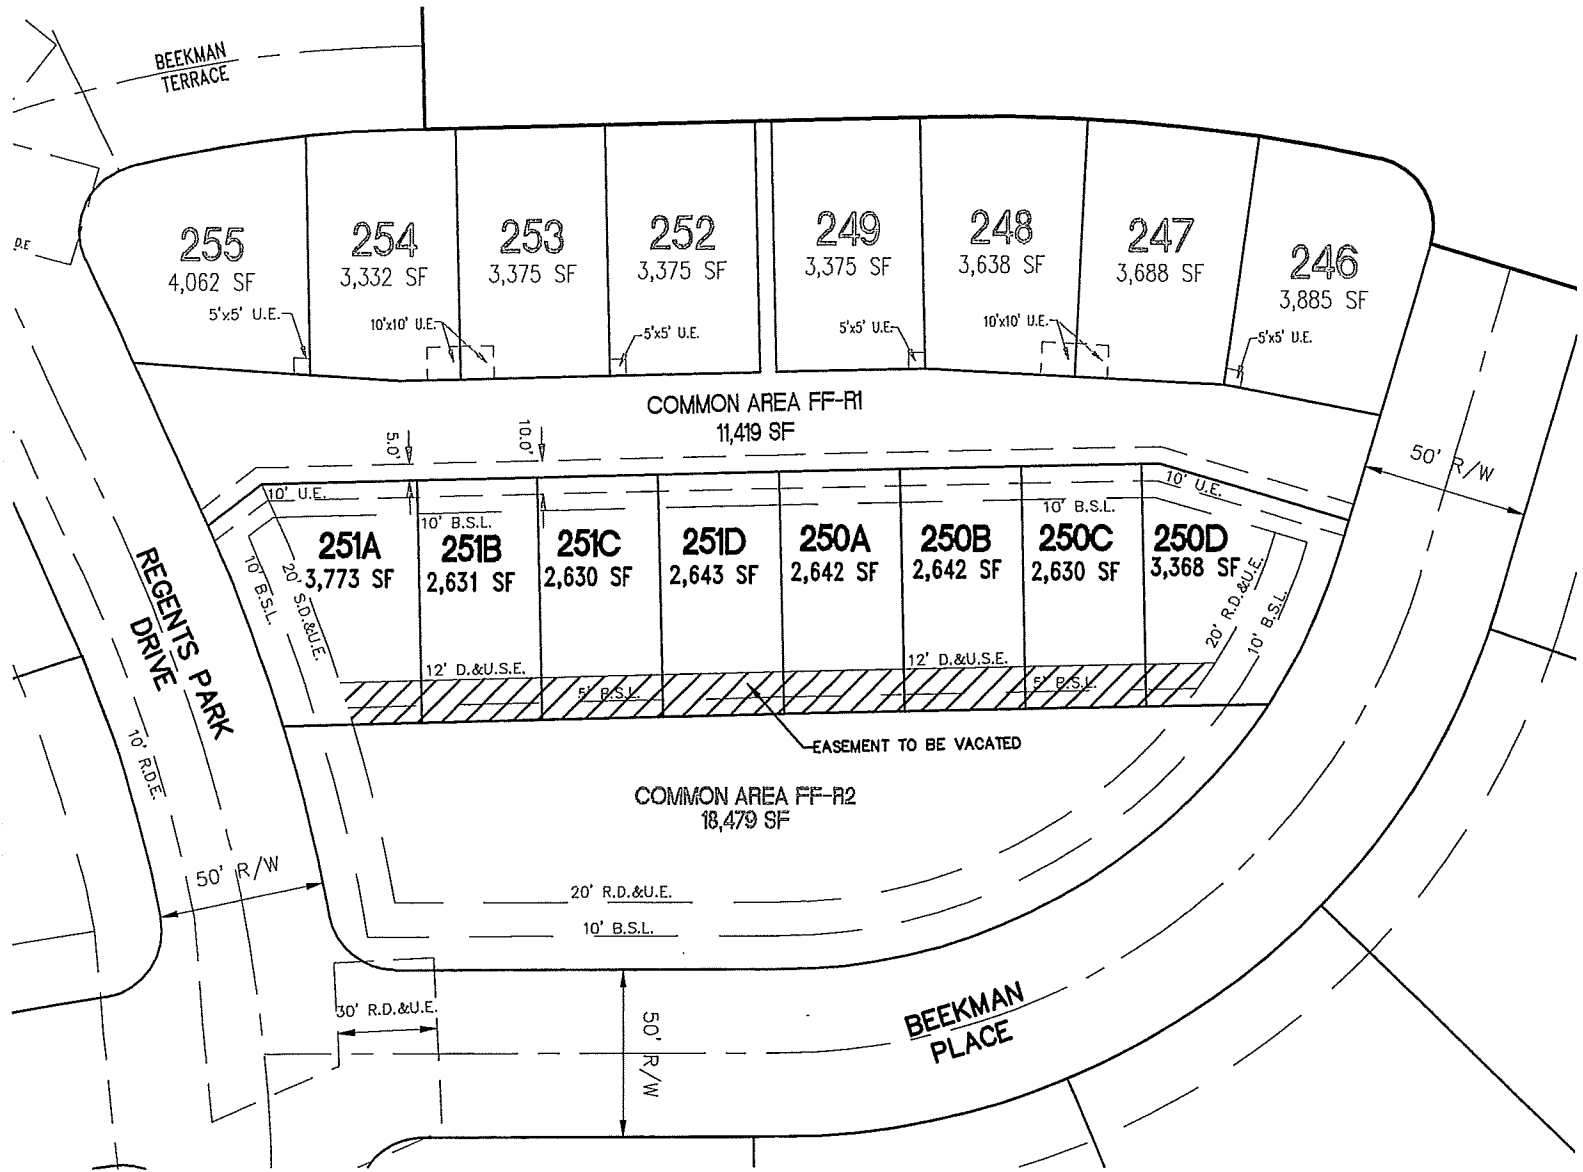 BEEKMAN
TERRACE
D.E
255
4,062 SF
254
3,332 SF
253
3,375 SF
252
3,375 SF
249
3,375 SF
248
3,638 SF
247
3,688 SF
246
3,885 SF
5'x5' U.E.
10'x10' U.E.
5'x5' U.E.
5'x5' U.E.
10'x10' U.E.
5'x5' U.E.
COMMON AREA FF-R1
11,419 SF
5.0'
10.0'
50' R/W
10' U.E.
10' U.E.
10' B.S.L.
10' B.S.L.
251A
3,773 SF
251B
2,631 SF
251C
2,630 SF
251D
2,643 SF
250A
2,642 SF
250B
2,642 SF
250C
2,630 SF
250D
3,368 SF
10' B.S.L.
20' S.D.&U.E.
20' R.D.&U.E.
10' B.S.L.
REGENTS PARK
DRIVE
12' D.&U.S.E.
12' D.&U.S.E.
5' B.S.L.
5' B.S.L.
EASEMENT TO BE VACATED
10' R.D.E.
COMMON AREA FF-R2
18,479 SF
50' R/W
20' R.D.&U.E.
10' B.S.L.
30' R.D.&U.E.
50' R/W
BEEKMAN
PLACE